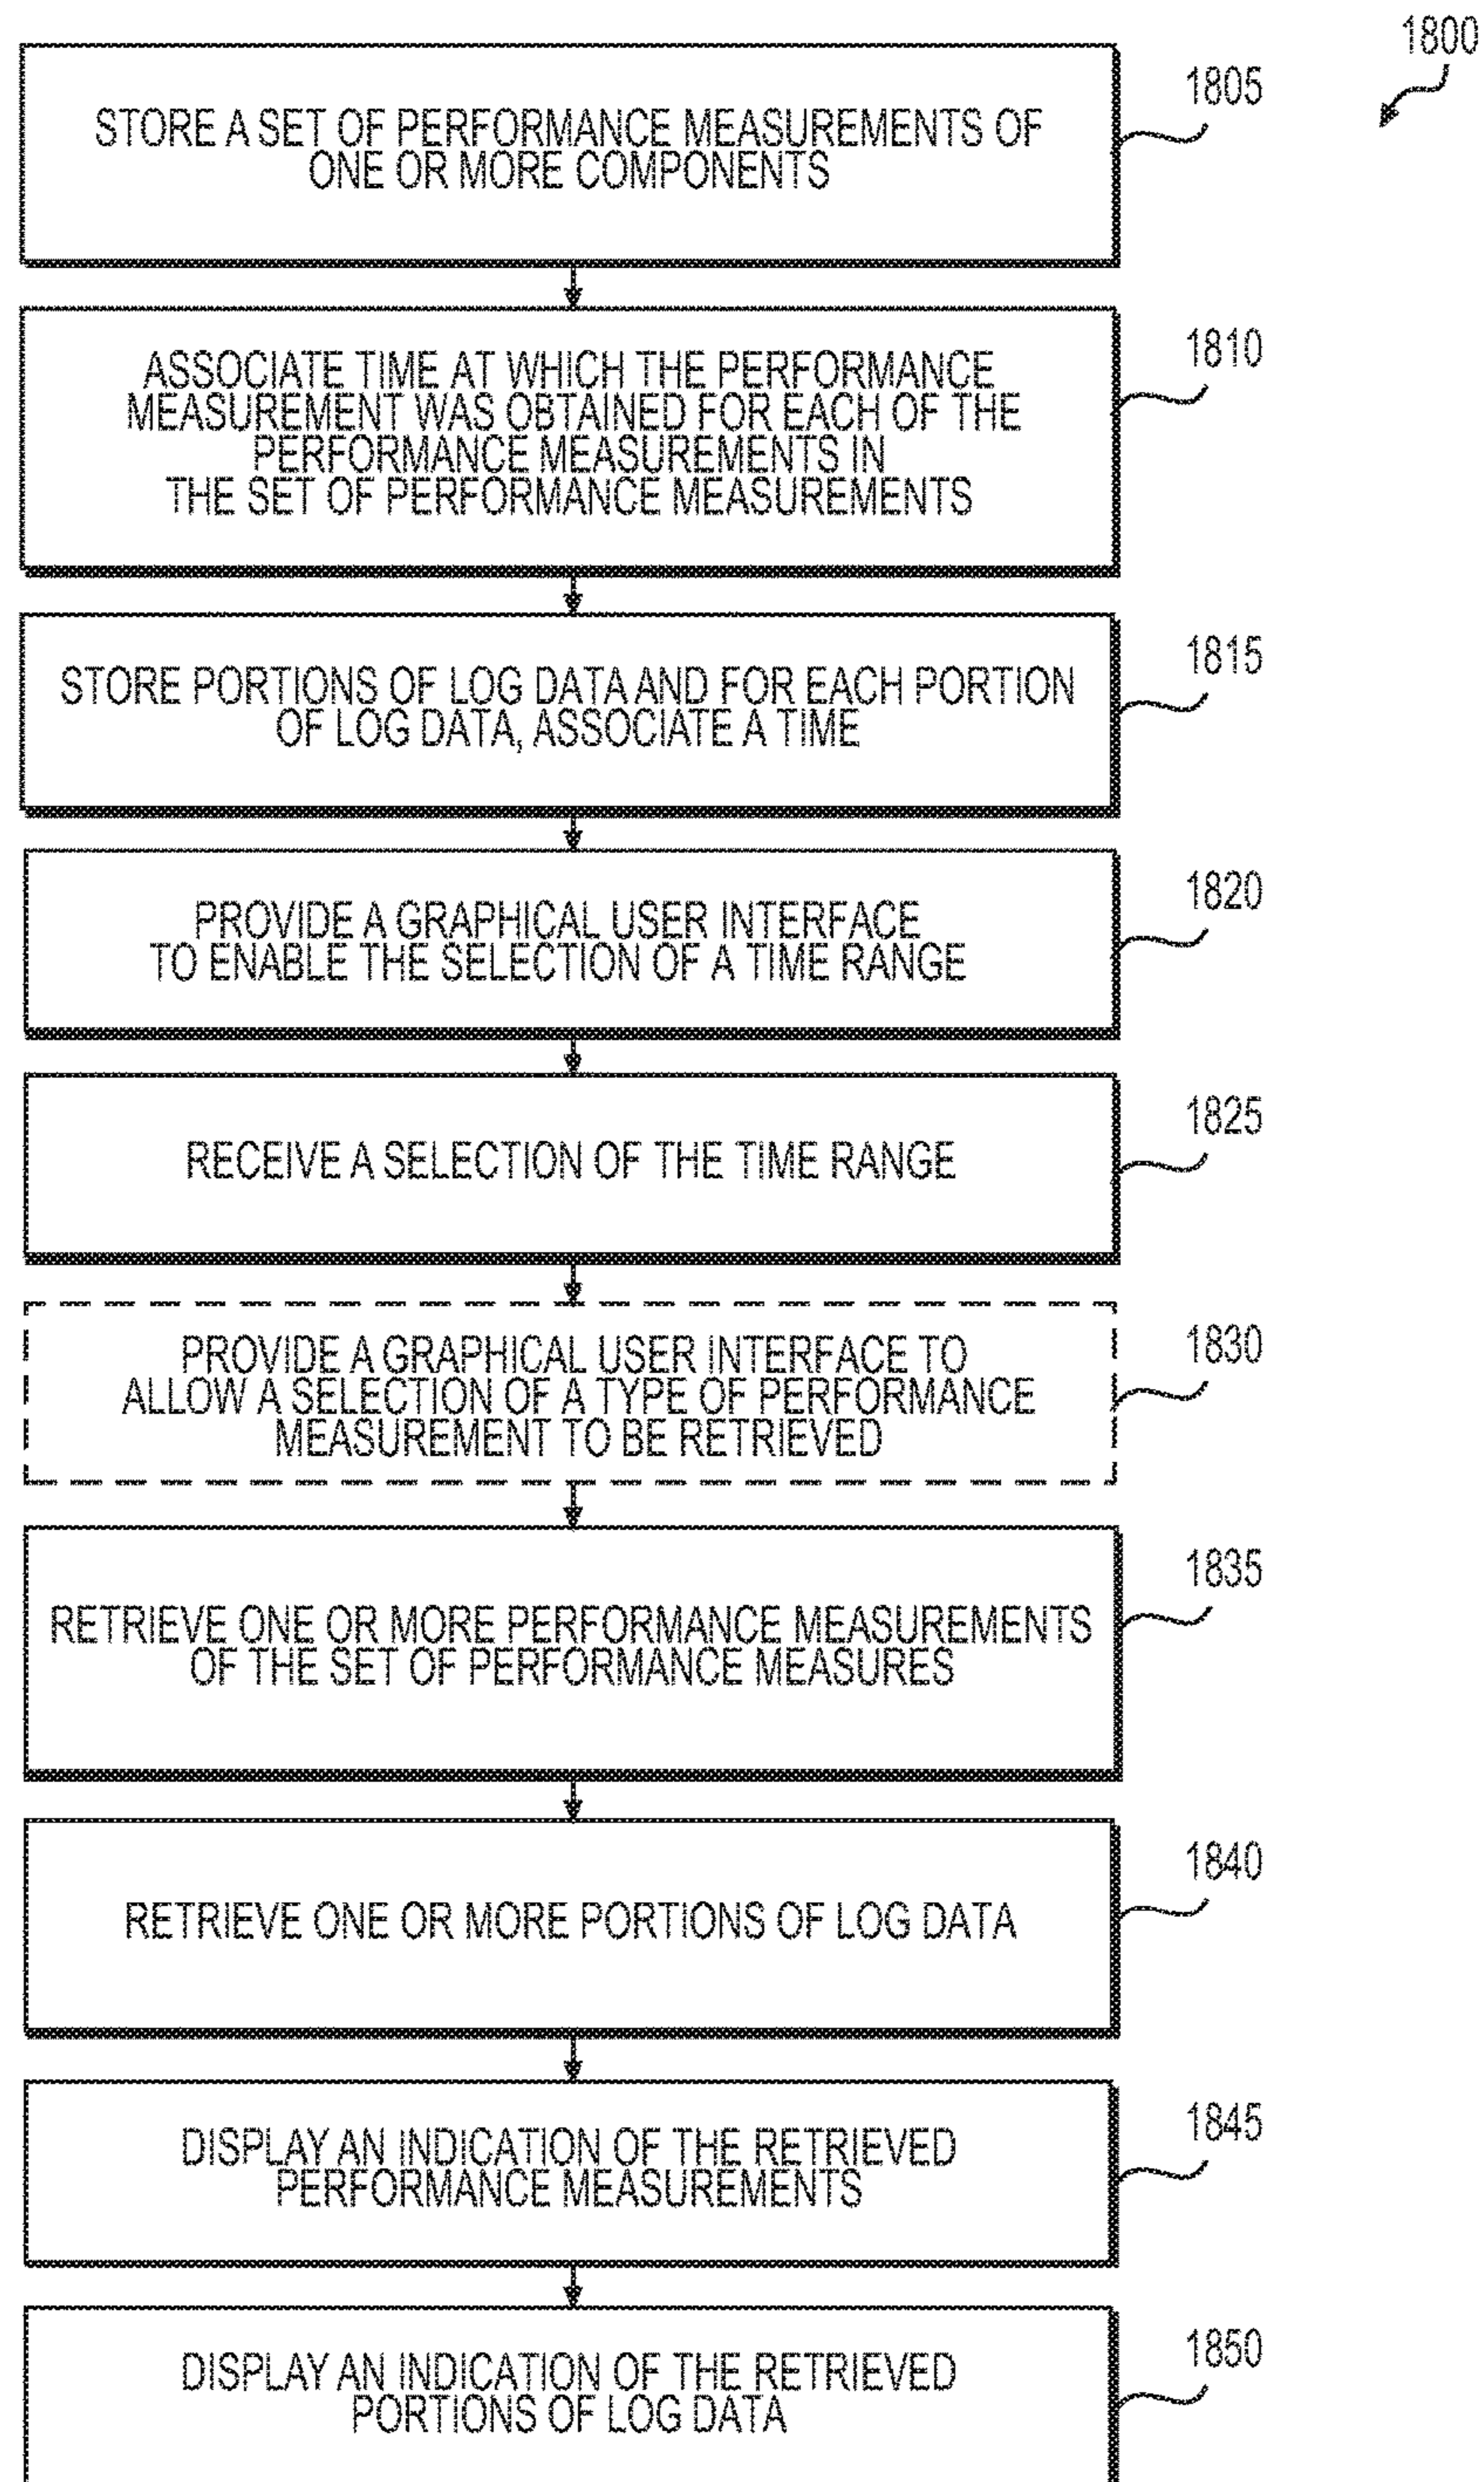 1800
STORE A SET OF PERFORMANCE MEASUREMENTS OF
ONE OR MORE COMPONENTS
1805
ASSOCIATE TIME AT WHICH THE PERFORMANCE
MEASUREMENT WAS OBTAINED FOR EACH OF THE
PERFORMANCE MEASUREMENTS IN
THE SET OF PERFORMANCE MEASUREMENTS
1810
STORE PORTIONS OF LOG DATA AND FOR EACH PORTION
OF LOG DATA, ASSOCIATE A TIME
1815
PROVIDE A GRAPHICAL USER INTERFACE
TO ENABLE THE SELECTION OF A TIME RANGE
1820
RECEIVE A SELECTION OF THE TIME RANGE
1825
PROVIDE A GRAPHICAL USER INTERFACE TO
ALLOW A SELECTION OF A TYPE OF PERFORMANCE
MEASUREMENT TO BE RETRIEVED
1830
RETRIEVE ONE OR MORE PERFORMANCE MEASUREMENTS
OF THE SET OF PERFORMANCE MEASURES
1835
RETRIEVE ONE OR MORE PORTIONS OF LOG DATA
1840
DISPLAY AN INDICATION OF THE RETRIEVED
PERFORMANCE MEASUREMENTS
1845
DISPLAY AN INDICATION OF THE RETRIEVED
PORTIONS OF LOG DATA
1850